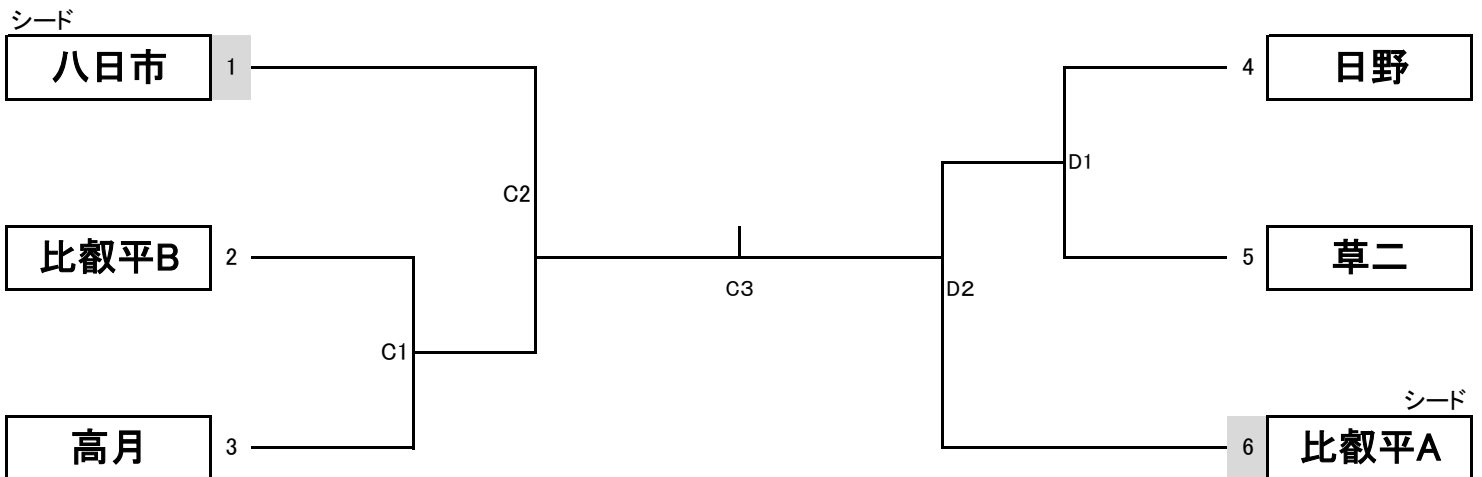 シード
八日市 1
4 日野
D1
C2
比叡平B 2
5 草二
C3
D2
C1
シード
高月 3
6 比叡平A